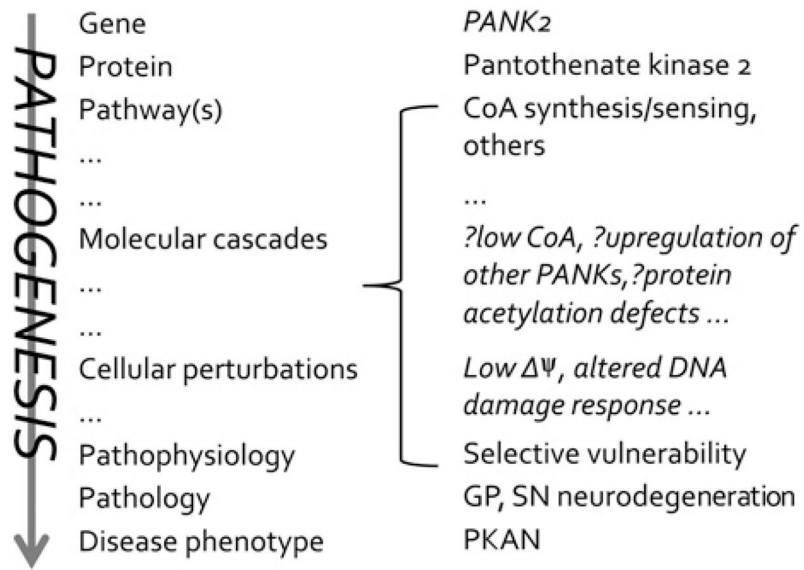 PATHOGENESIS
Gene PANK2
Protein Pantothenate kinase 2
Pathway(s) CoA synthesis/sensing,
... others
... ...
Molecular cascades ?low CoA, ?upregulation of
... other PANKs,?protein
... acetylation defects ...
Cellular perturbations Low ΔΨ, altered DNA
... damage response ...
Pathophysiology Selective vulnerability
Pathology GP, SN neurodegeneration
Disease phenotype PKAN